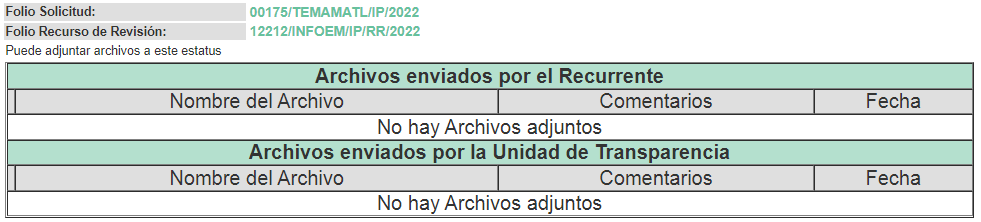 Folio Solicitud: 00175/TEMAMATL/IP/2022
Folio Recurso de Revisión: 12212/INFOEM/IP/RR/2022
Puede adjuntar archivos a este estatus
Archivos enviados por el Recurrente
Nombre del Archivo Comentarios Fecha
No hay Archivos adjuntos
Archivos enviados por la Unidad de Transparencia
Nombre del Archivo Comentarios Fecha
No hay Archivos adjuntos